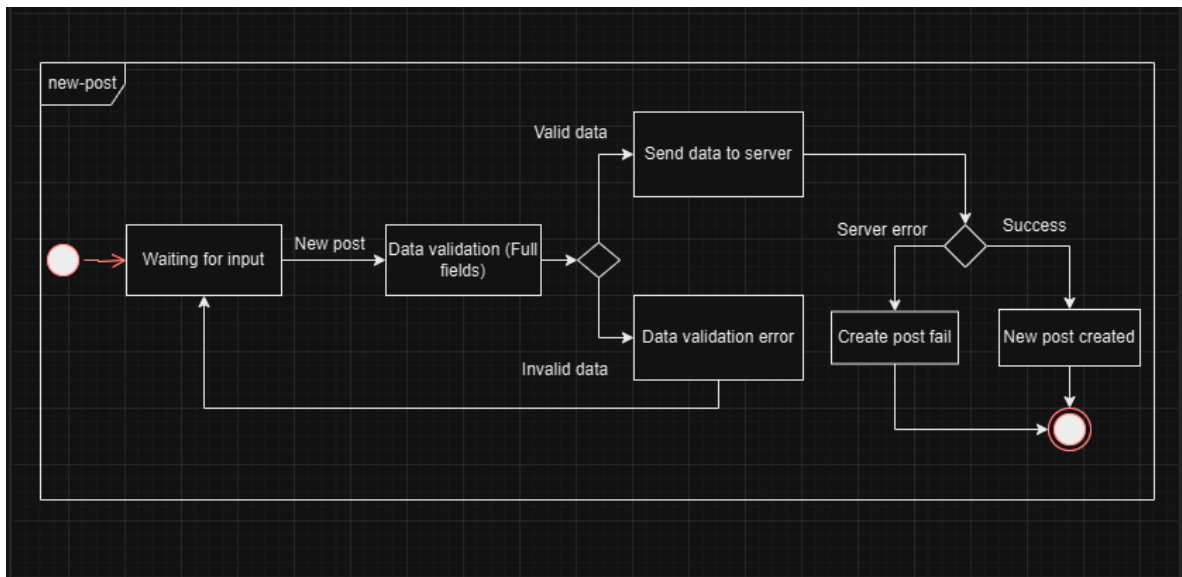 new-post
Valid data
Send data to server
Server error
Success
New post
Waiting for input
Data validation (Full
fields)
Data validation error
Create post fail
New post created
Invalid data